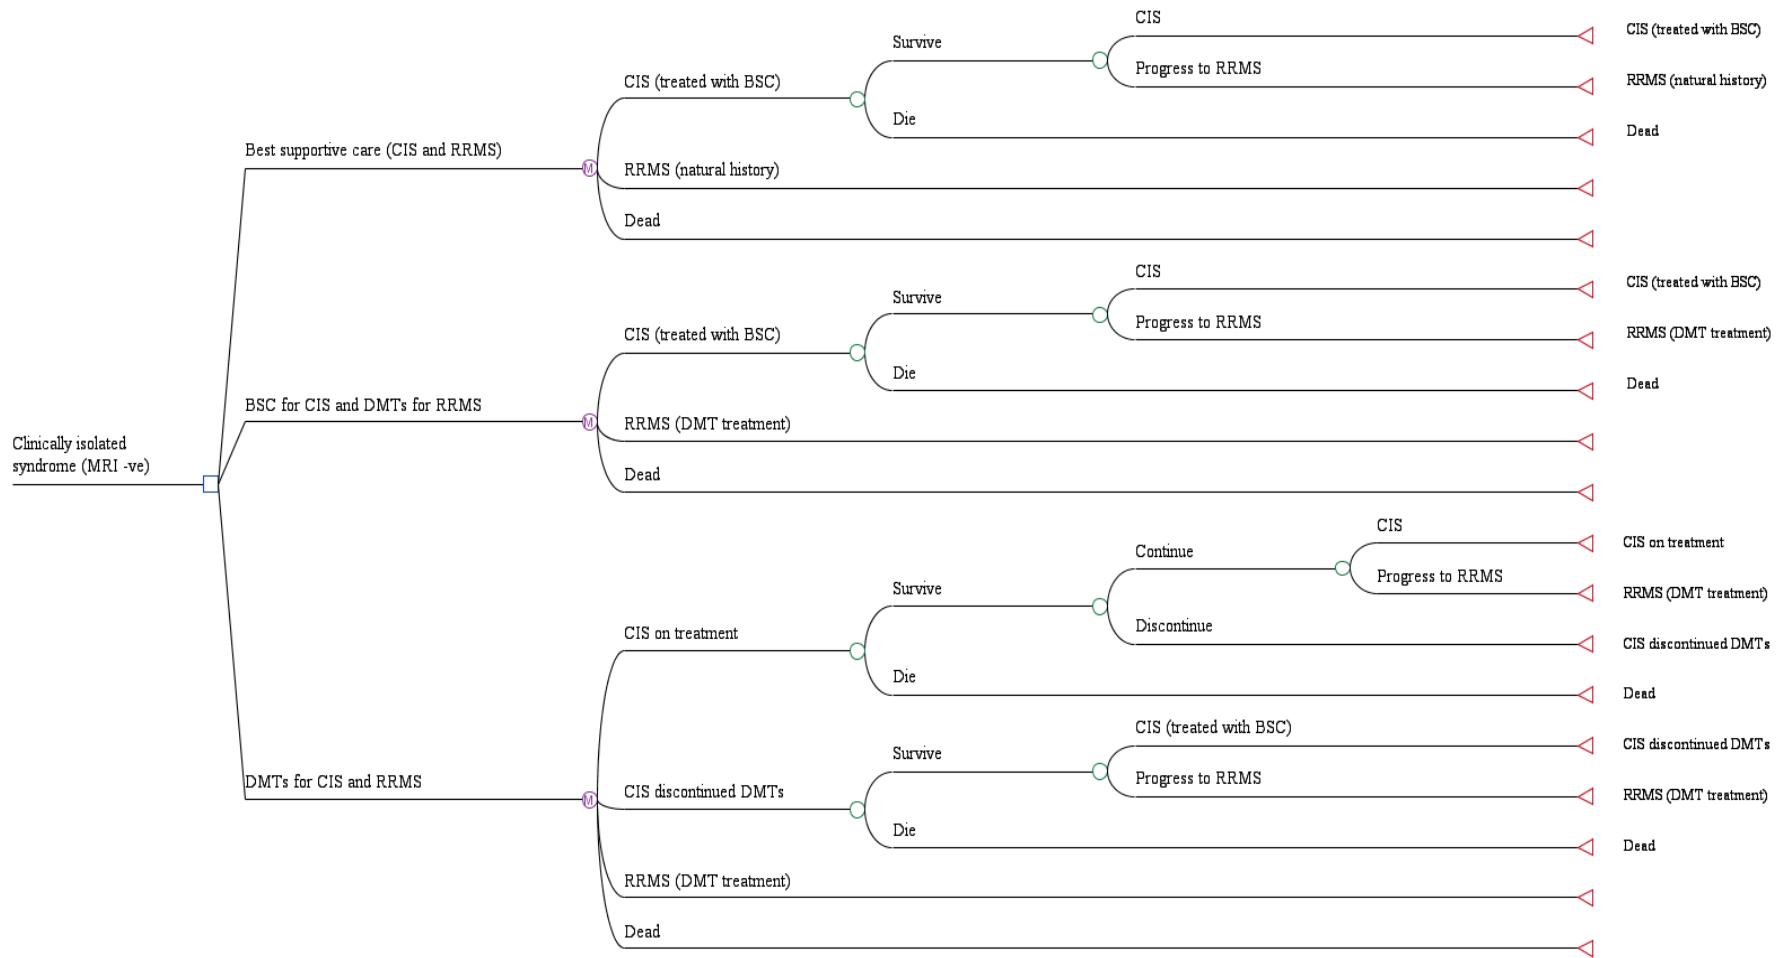 CIS
CIS (treated with BSC)
Survive
Progress to RRMS
RRMS (natural history)
CIS (treated with BSC)
Die
Dead
Best supportive care (CIS and RRMS)
M
RRMS (natural history)
Dead
CIS
CIS (treated with BSC)
Survive
Progress to RRMS
RRMS (DMT treatment)
CIS (treated with BSC)
Die
Dead
BSC for CIS and DMTs for RRMS
M
RRMS (DMT treatment)
Clinically isolated
syndrome (MRI -ve)
Dead
CIS
CIS on treatment
Continue
Progress to RRMS
RRMS (DMT treatment)
Survive
Discontinue
CIS discontinued DMTs
CIS on treatment
Die
Dead
CIS (treated with BSC)
CIS discontinued DMTs
Survive
Progress to RRMS
RRMS (DMT treatment)
DMTs for CIS and RRMS
M
CIS discontinued DMTs
Die
Dead
RRMS (DMT treatment)
Dead